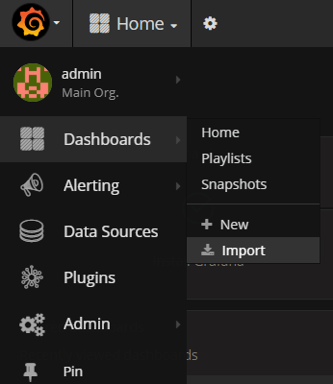 Home
admin
Main Org.
Dashboards
Home
Playlists
Snapshots
New
Import
Alerting
Data Sources
Plugins
Admin
Pin